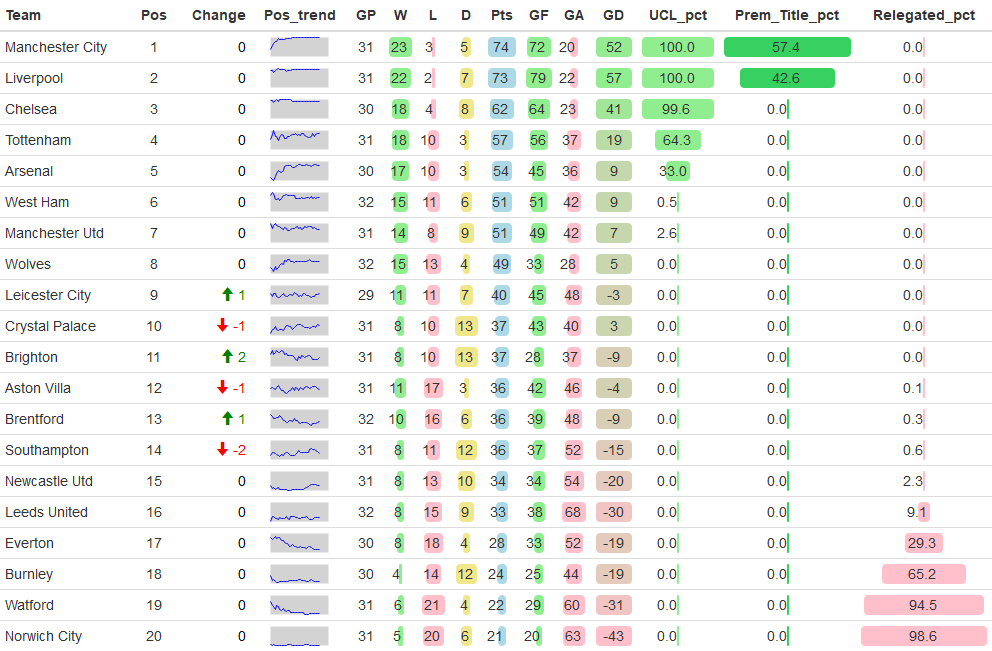 Team Pos Change Pos_trend GP W L D Pts GF GA GD UCL_pct Prem_Title_pct Relegated_pct
Manchester City 1 0 31 23 3 5 74 72 20 52 100.0 57.4 0.0
Liverpool 2 0 31 22 2 7 73 79 22 57 100.0 42.6 0.0
Chelsea 3 0 30 18 4 8 62 64 23 41 99.6 0.0 0.0
Tottenham 4 0 31 18 10 3 57 56 37 19 64.3 0.0 0.0
Arsenal 5 0 30 17 10 3 54 45 36 9 33.0 0.0 0.0
West Ham 6 0 32 15 11 6 51 51 42 9 0.5 0.0 0.0
Manchester Utd 7 0 31 14 8 9 51 49 42 7 2.6 0.0 0.0
Wolves 8 0 32 15 13 4 49 33 28 5 0.0 0.0 0.0
Leicester City 9 1 29 11 11 7 40 45 48 -3 0.0 0.0 0.0
Crystal Palace 10 -1 31 8 10 13 37 43 40 3 0.0 0.0 0.0
Brighton 11 2 31 8 10 13 37 28 37 -9 0.0 0.0 0.0
Aston Villa 12 -1 31 11 17 3 36 42 46 -4 0.0 0.0 0.1
Brentford 13 1 32 10 16 6 36 39 48 -9 0.0 0.0 0.3
Southampton 14 -2 31 8 11 12 36 37 52 -15 0.0 0.0 0.6
Newcastle Utd 15 0 31 8 13 10 34 34 54 -20 0.0 0.0 2.3
Leeds United 16 0 32 8 15 9 33 38 68 -30 0.0 0.0 9.1
Everton 17 0 30 8 18 4 28 33 52 -19 0.0 0.0 29.3
Burnley 18 0 30 4 14 12 24 25 44 -19 0.0 0.0 65.2
Watford 19 0 31 6 21 4 22 29 60 -31 0.0 0.0 94.5
Norwich City 20 0 31 5 20 6 21 20 63 -43 0.0 0.0 98.6